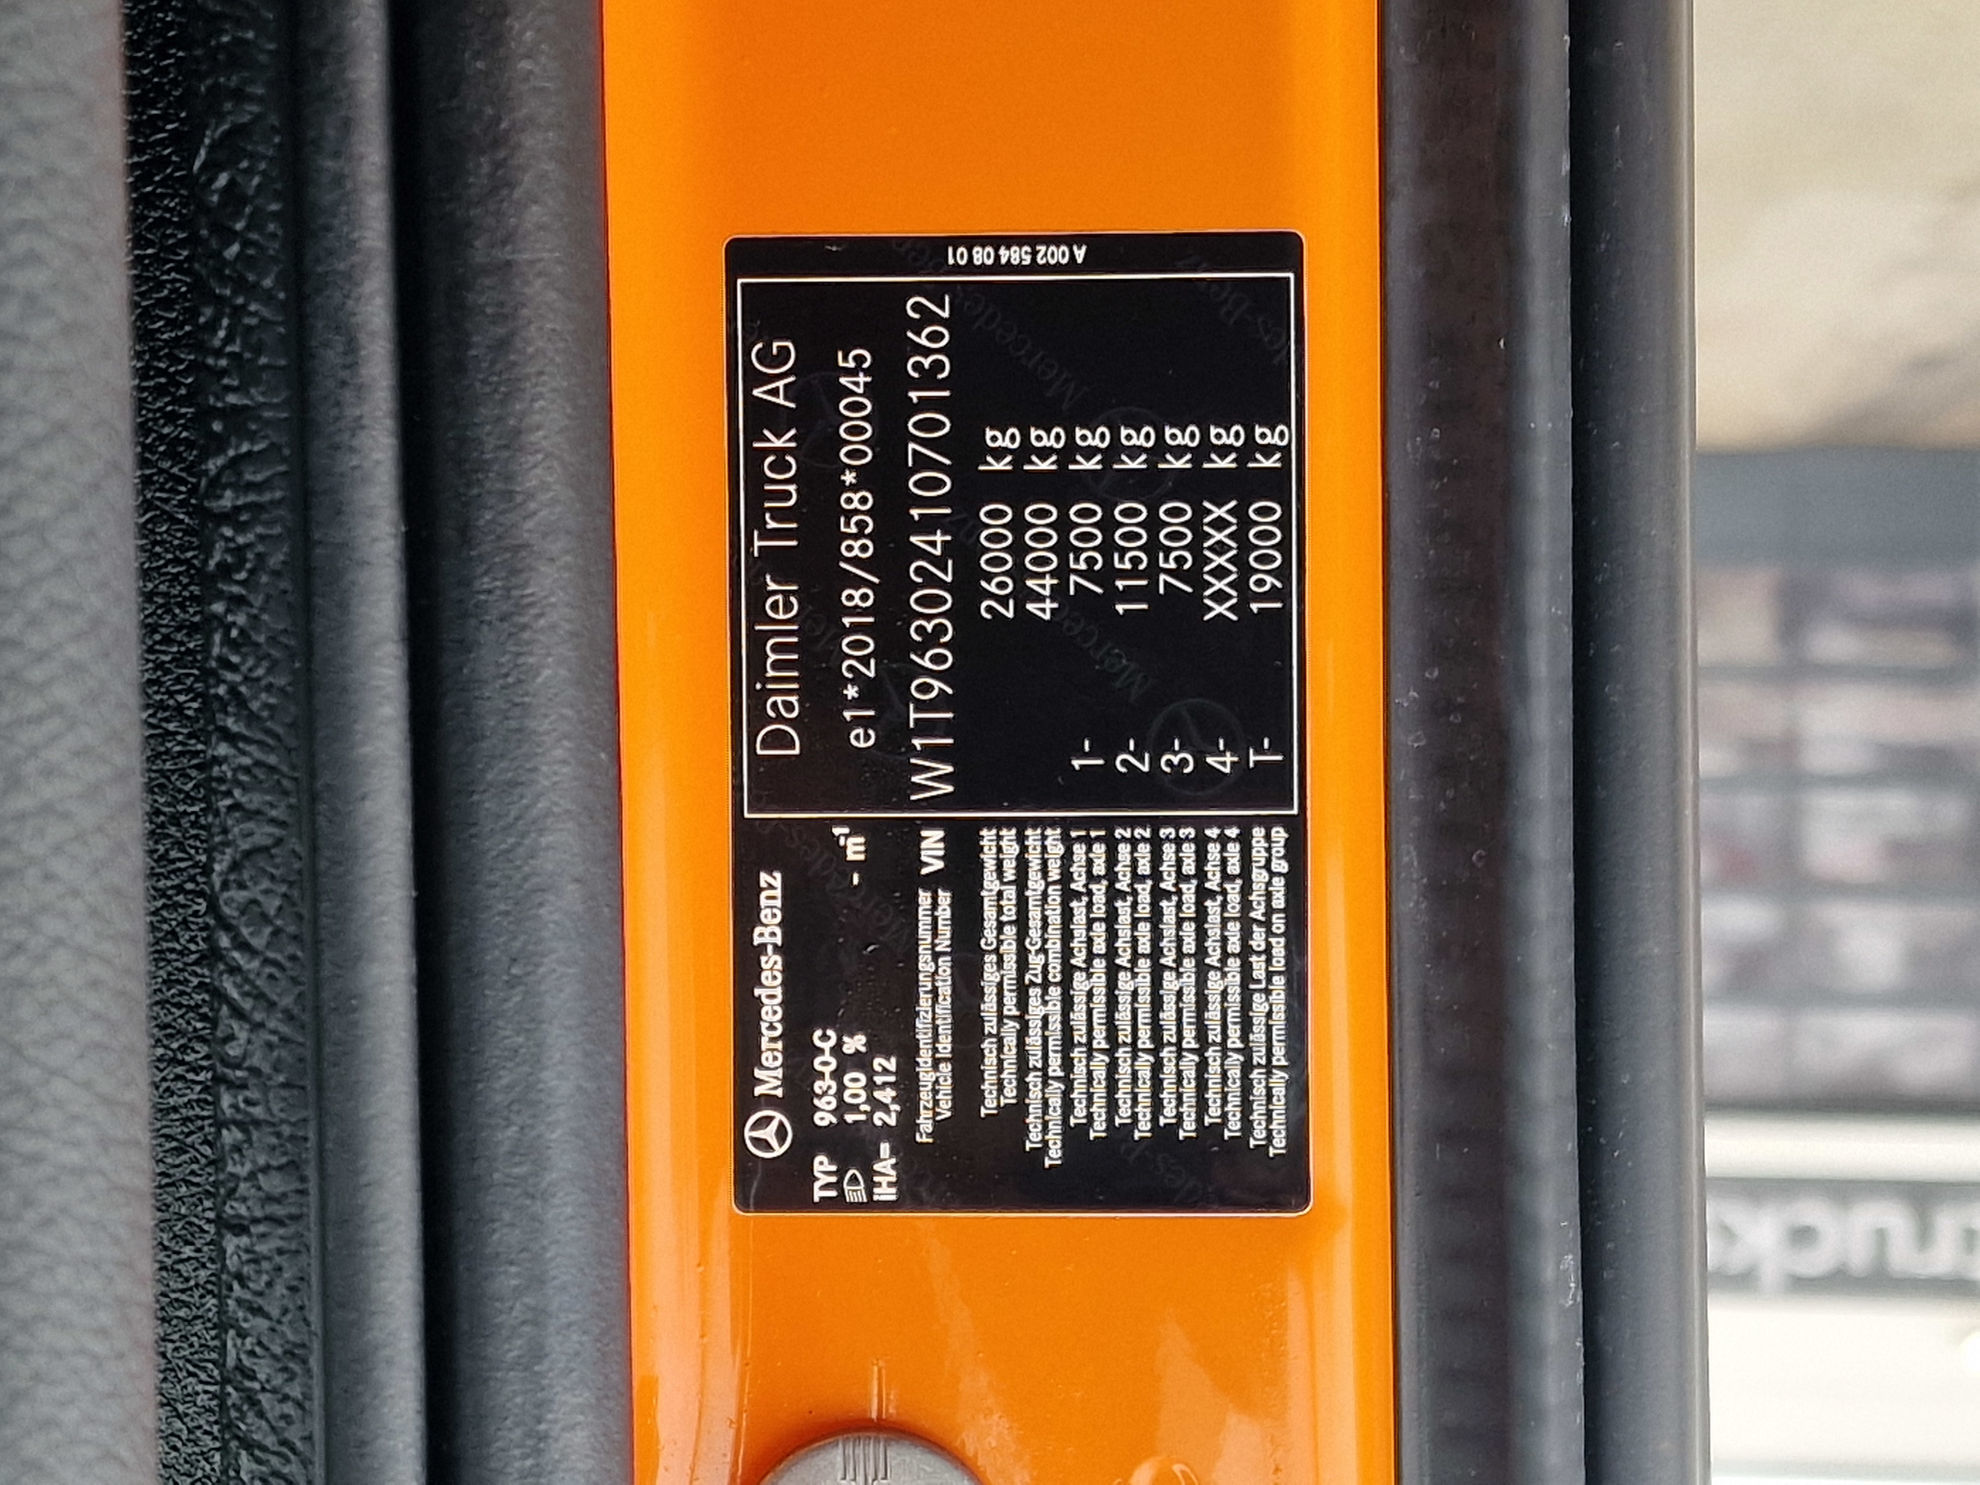 Mercedes-Benz
Daimler Truck AG
TYP 963-0-C
1,00 % - m-1
e1*2018/858*00045
iHA= 2,412
Fahrzeugidentifizierungsnummer
Vehicle Identification Number
VIN
W1T96302410701362
Technisch zulässiges Gesamtgewicht
Technically permissible total weight
26000 kg
Technisch zulässiges Zug-Gesamtgewicht
Technically permissible combination weight
44000 kg
Technisch zulässige Achslast, Achse 1
Technically permissible axle load, axle 1
1- 7500 kg
Technisch zulässige Achslast, Achse 2
Technically permissible axle load, axle 2
2- 11500 kg
Technisch zulässige Achslast, Achse 3
Technically permissible axle load, axle 3
3- 7500 kg
Technisch zulässige Achslast, Achse 4
Technically permissible axle load, axle 4
4- XXXXX kg
Technisch zulässige Last der Achsgruppe
Technically permissible load on axle group
T- 19000 kg
A 002 584 08 01
trucks